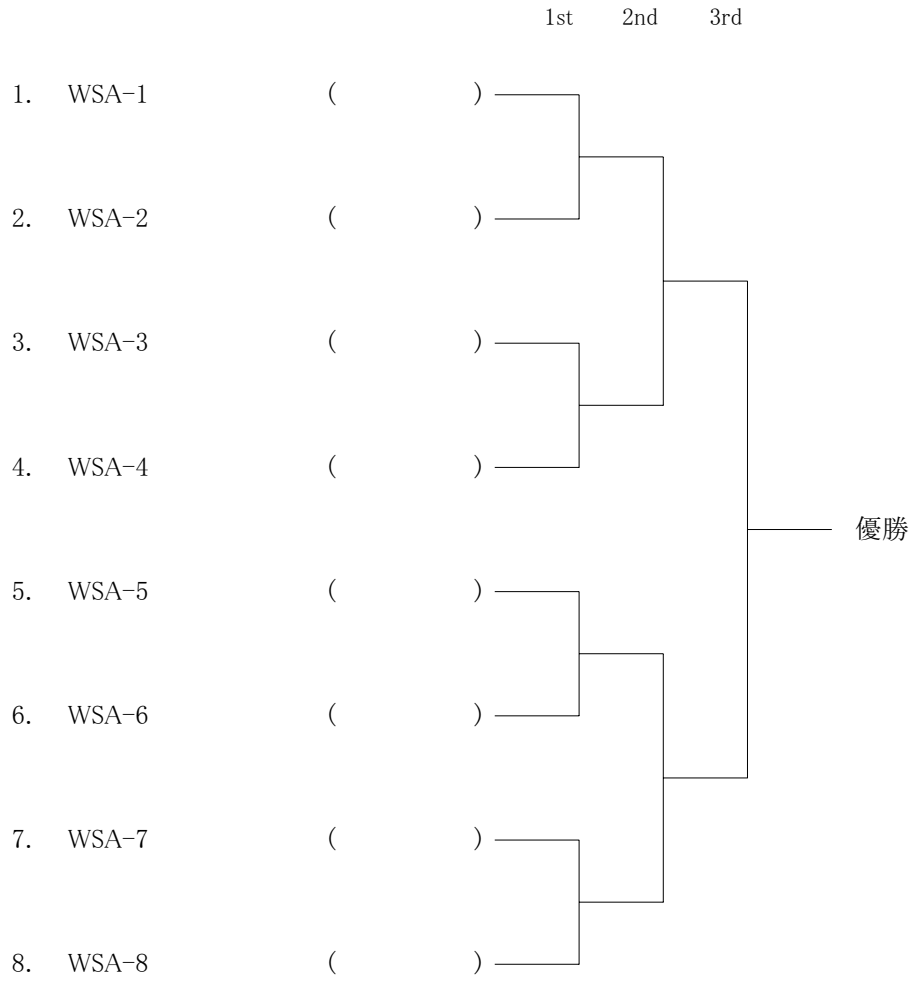 1st 2nd 3rd
1. WSA-1 ( )
2. WSA-2 ( )
3. WSA-3 ( )
4. WSA-4 ( )
優勝
5. WSA-5 ( )
6. WSA-6 ( )
7. WSA-7 ( )
8. WSA-8 ( )